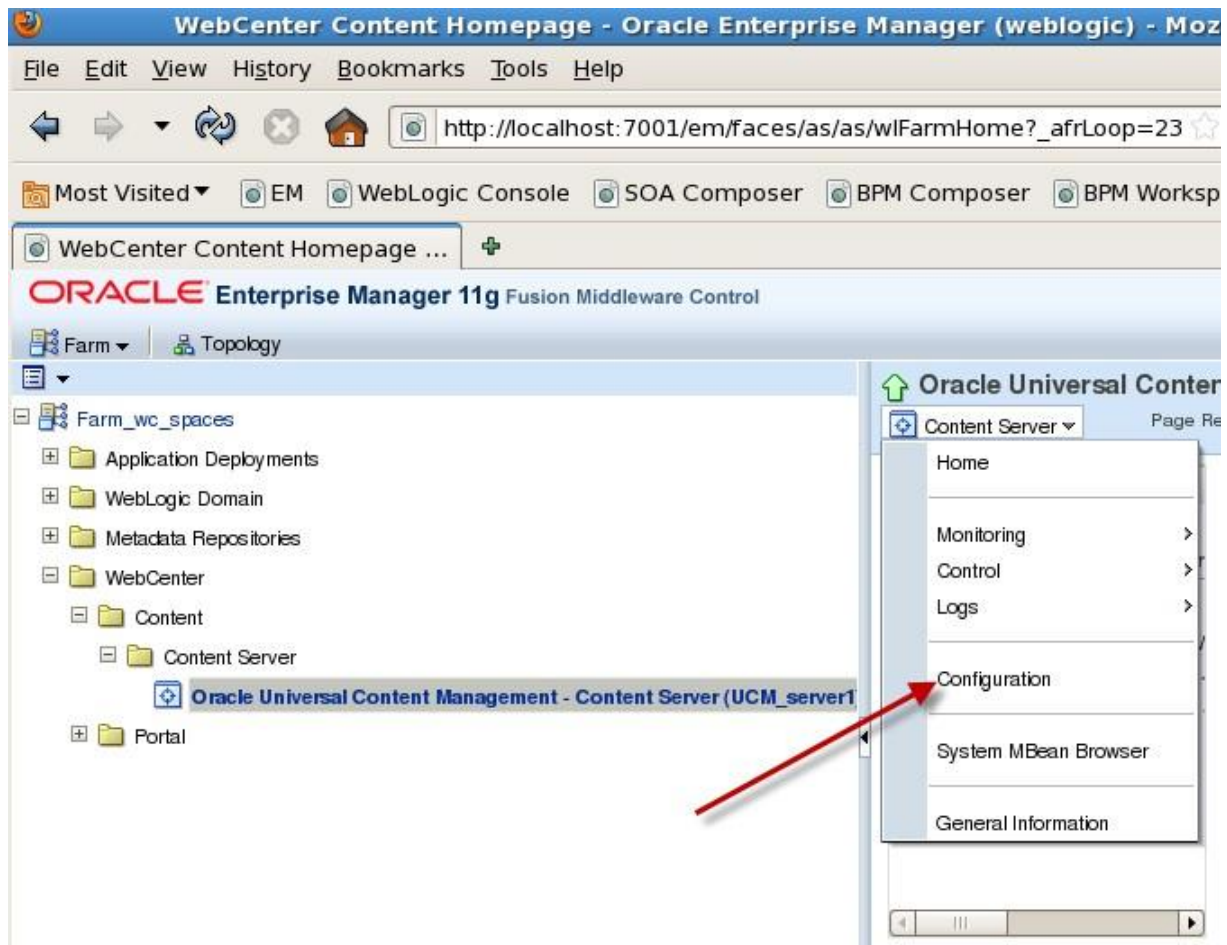 WebCenter Content Homepage - Oracle Enterprise Manager (weblogic) - Moz
File Edit View History Bookmarks Tools Help
http://localhost:7001/em/faces/as/as/wlFarmHome?_afrLoop=23
Most Visited EM WebLogic Console SOA Composer BPM Composer BPM Worksp
WebCenter Content Homepage ...
ORACLE Enterprise Manager 11g Fusion Middleware Control
Farm Topology
Farm_wc_spaces
Application Deployments
WebLogic Domain
Metadata Repositories
WebCenter
Content
Content Server
Oracle Universal Content Management - Content Server (UCM_server1
Portal
Oracle Universal Conten
Content Server Page Re
Home
Monitoring
Control
Logs
Configuration
System MBean Browser
General Information